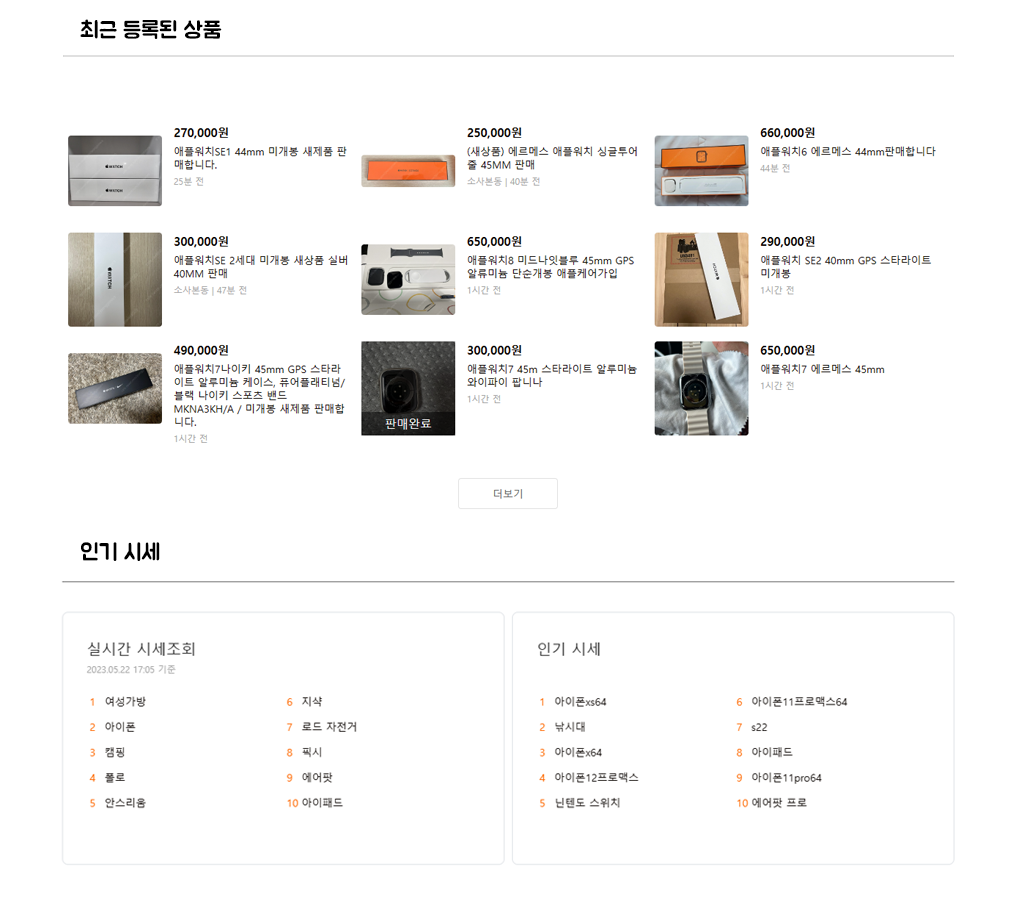 최근 등록된 상품
270,000원
애플워치SE1 44mm 미개봉 새제품 판
매합니다.
25분 전
250,000원
(새상품) 에르메스 애플워치 싱글투어
줄 45MM 판매
소사본동 | 40분 전
660,000원
애플워치6 에르메스 44mm판매합니다
44분 전
300,000원
애플워치SE 2세대 미개봉 새상품 실버
40MM 판매
소사본동 | 47분 전
650,000원
애플워치8 미드나잇블루 45mm GPS
알류미늄 단순개봉 애플케어가입
1시간 전
290,000원
애플워치 SE2 40mm GPS 스타라이트
미개봉
1시간 전
490,000원
애플워치7나이키 45mm GPS 스타라
이트 알루미늄 케이스, 퓨어플래티넘/
블랙 나이키 스포츠 밴드
MKNA3KH/A / 미개봉 새제품 판매합
니다.
1시간 전
판매완료
300,000원
애플워치7 45m 스타라이트 알루미늄
와이파이 팝니나
1시간 전
650,000원
애플워치7 에르메스 45mm
1시간 전
더보기
인기 시세
실시간 시세조회
2023.05.22 17:05 기준
1 여성가방
2 아이폰
3 캠핑
4 폴로
5 안스리움
6 지샥
7 로드 자전거
8 픽시
9 에어팟
10 아이패드
인기 시세
1 아이폰xs64
2 낚시대
3 아이폰x64
4 아이폰12프로맥스
5 닌텐도 스위치
6 아이폰11프로맥스64
7 s22
8 아이패드
9 아이폰11pro64
10 에어팟 프로